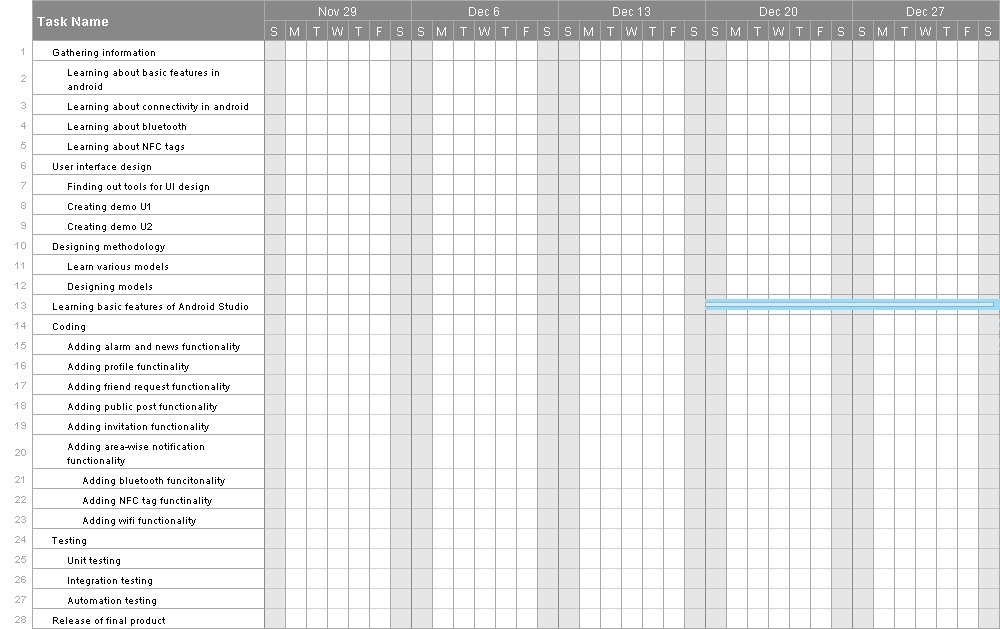 Task Name
Nov 29 Dec 6 Dec 13 Dec 20 Dec 27
S M T W T F S S M T W T F S S M T W T F S S M T W T F S S M T W T F S
1 Gathering information
2 Learning about basic features in
android
3 Learning about connectivity in android
4 Learning about bluetooth
5 Learning about NFC tags
6 User interface design
7 Finding out tools for UI design
8 Creating demo U1
9 Creating demo U2
10 Designing methodology
11 Learn various models
12 Designing models
13 Learning basic features of Android Studio
14 Coding
15 Adding alarm and news functionality
16 Adding profile functinality
17 Adding friend request functionality
18 Adding public post functionality
19 Adding invitation functionality
20 Adding area-wise notification
functionality
21 Adding bluetooth funcitonality
22 Adding NFC tag functinality
23 Adding wifi functionality
24 Testing
25 Unit testing
26 Integration testing
27 Automation testing
28 Release of final product